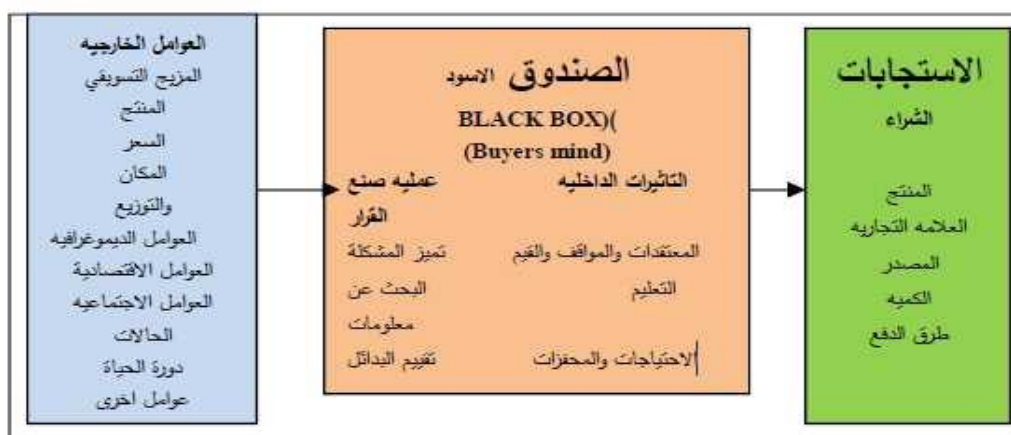 العوامل الخارجيه
المزيج التسويقي
المنتج
السعر
المكان
والتوزيع
العوامل الديموغرافيه
العوامل الاقتصادية
العوامل الاجتماعيه
الحالات
دورة الحياة
عوامل اخرى
الصندوق الاسود
BLACK BOX)(
(Buyers mind)
التاثيرات الداخليه عمليه صنع
القرار
المعتقدات والمواقف والقيم تميز المشكلة
التعليم البحث عن
معلومات
الاحتياجات والمحفزات تقييم البدائل
الاستجابات
الشراء
المنتج
العلامه التجاريه
المصدر
الكميه
طرق الدفع